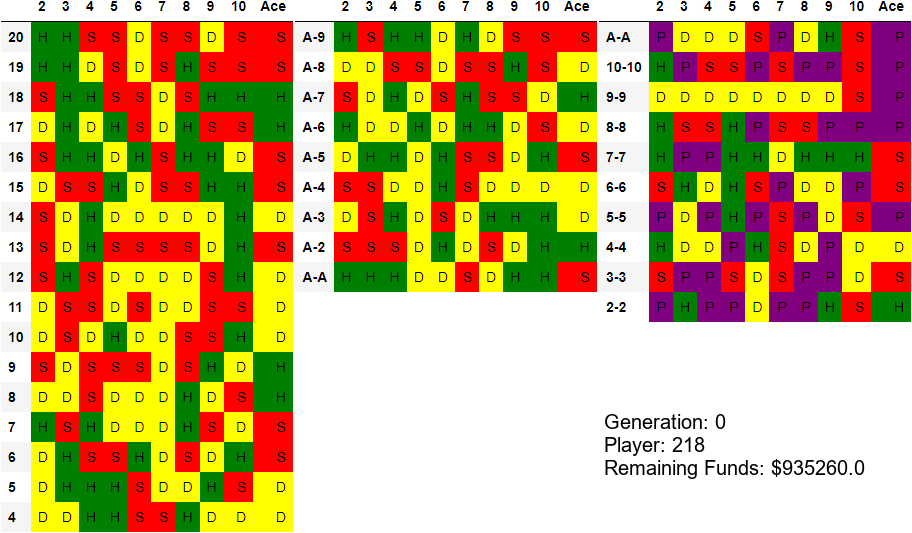 2 3 4 5 6 7 8 9 10 Ace
20 H H S S D S S D S S
19 H H D S D S H S S S
18 S H H S S D S H H H
17 D H D H S D H S S H
16 S H H D H S H H D S
15 D S S H D S S H H S
14 S D H D D D D D H D
13 S D H S S S S D H S
12 S H S D D D D S H D
11 D S S D S D D S S D
10 D S D H D D S S H D
9 S D S S S D S H D H
8 D D S D D D H D S H
7 H S H D D D H S D S
6 D H S S H D S D H S
5 D H H H S D D H S D
4 D D H H S S H D D D
2 3 4 5 6 7 8 9 10 Ace
A-9 H S H H D H D S S S
A-8 D D S S D S S H S D
A-7 S D H D S H S S D H
A-6 H D D H D H H D S D
A-5 D H H D H S S D H S
A-4 S S D D H S D D D D
A-3 D S H D S D H H H D
A-2 S S S D H D S D H H
A-A H H H D D S D H H S
2 3 4 5 6 7 8 9 10 Ace
A-A P D D D S P D H S P
10-10 H P S S P S P P S P
9-9 D D D D D D D D S P
8-8 H S S H P S S P P P
7-7 H P P H H D H H H S
6-6 S H D H S P D D P S
5-5 P D P H P S P D S P
4-4 H D D P H S D P D D
3-3 S P P S D S P P D S
2-2 P H P P D P P H S H
Generation: 0
Player: 218
Remaining Funds: $935260.0